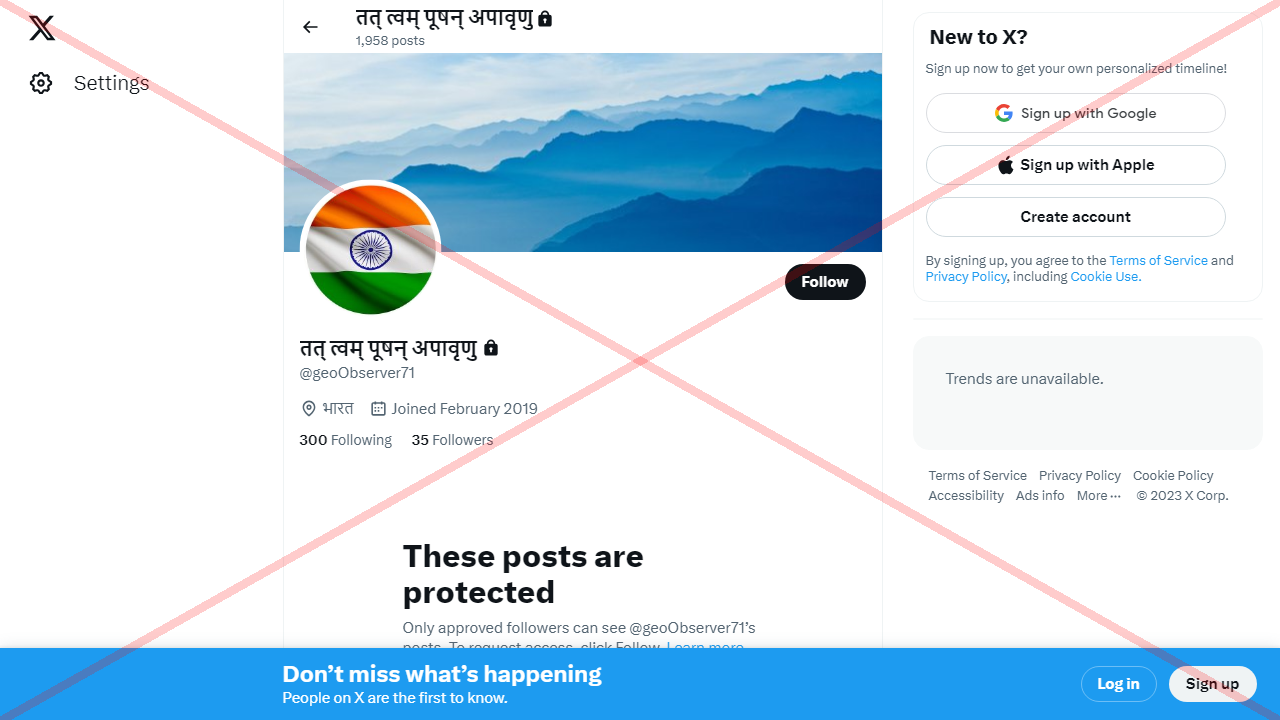 Settings
तत् त्वम् पूषन् अपावृणु
1,958 posts
Follow
तत् त्वम् पूषन् अपावृणु
@geoObserver71
भारत Joined February 2019
300 Following 35 Followers
These posts are
protected
Only approved followers can see @geoObserver71’s
posts. To request access, click Follow. Learn more
New to X?
Sign up now to get your own personalized timeline!
Sign up with Google
Sign up with Apple
Create account
By signing up, you agree to the Terms of Service and
Privacy Policy, including Cookie Use.
Trends are unavailable.
Terms of Service Privacy Policy Cookie Policy
Accessibility Ads info More ··· © 2023 X Corp.
Don’t miss what’s happening
People on X are the first to know.
Log in Sign up